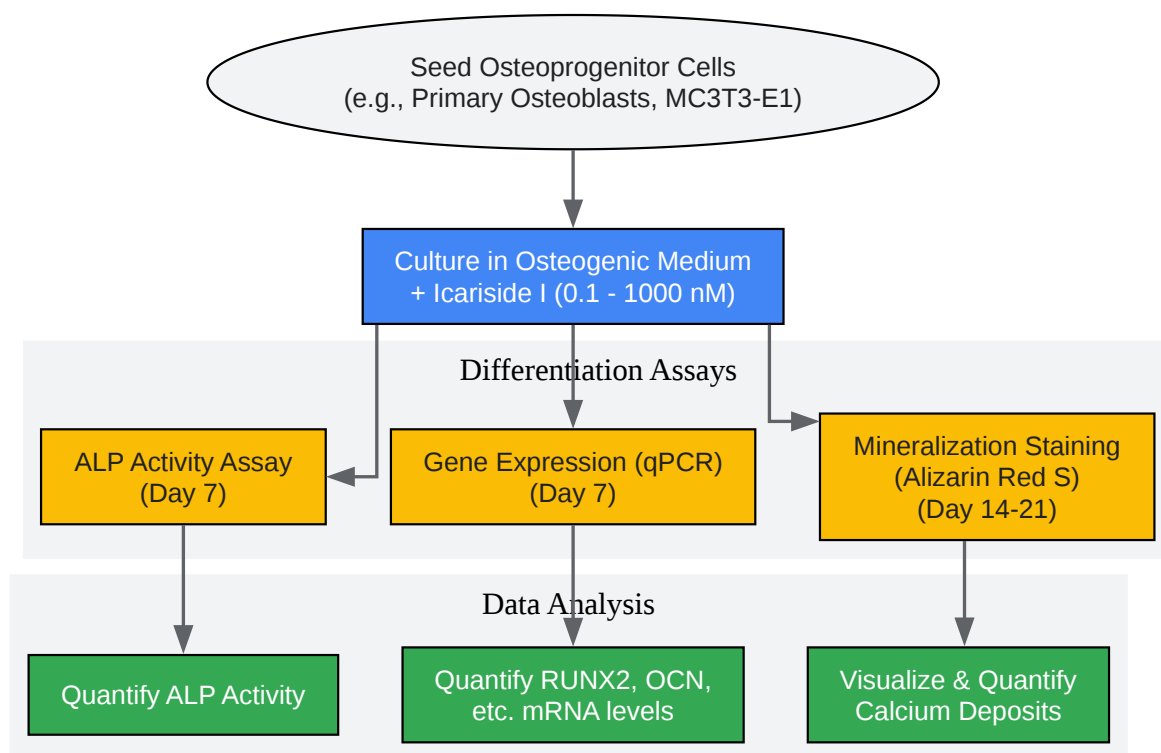 Seed Osteoprogenitor Cells
(e.g., Primary Osteoblasts, MC3T3-E1)
Culture in Osteogenic Medium
+ Icariside I (0.1 - 1000 nM)
Differentiation Assays
ALP Activity Assay
(Day 7)
Gene Expression (qPCR)
(Day 7)
Mineralization Staining
(Alizarin Red S)
(Day 14-21)
Data Analysis
Quantify ALP Activity
Quantify RUNX2, OCN,
etc. mRNA levels
Visualize & Quantify
Calcium Deposits